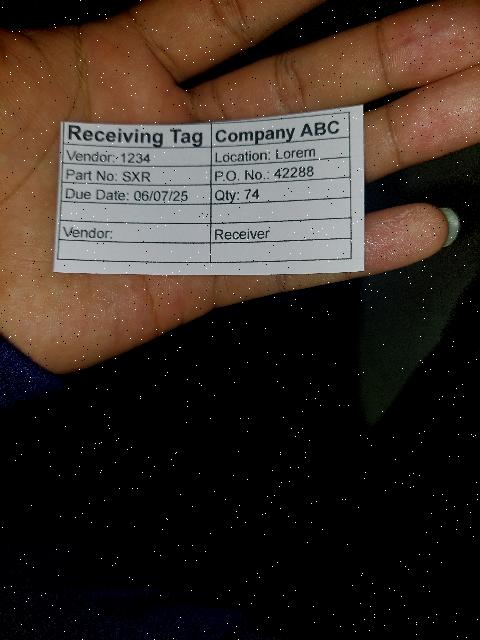 Receiving Tag Company ABC
Vendor: 1234 Location: Lorem
Part No: SXR P.O. No.: 42288
Due Date: 06/07/25 Qty: 74
Vendor: Receiver